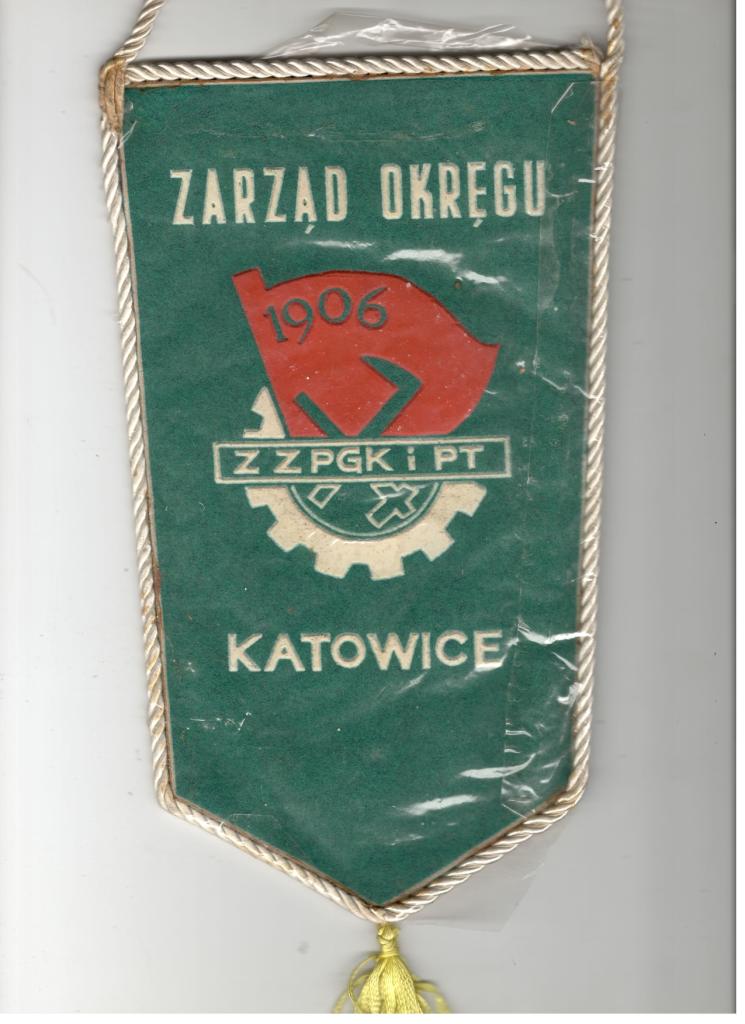 ZARZĄD OKRĘGU
1906
ZZPGK i PT
KATOWICE